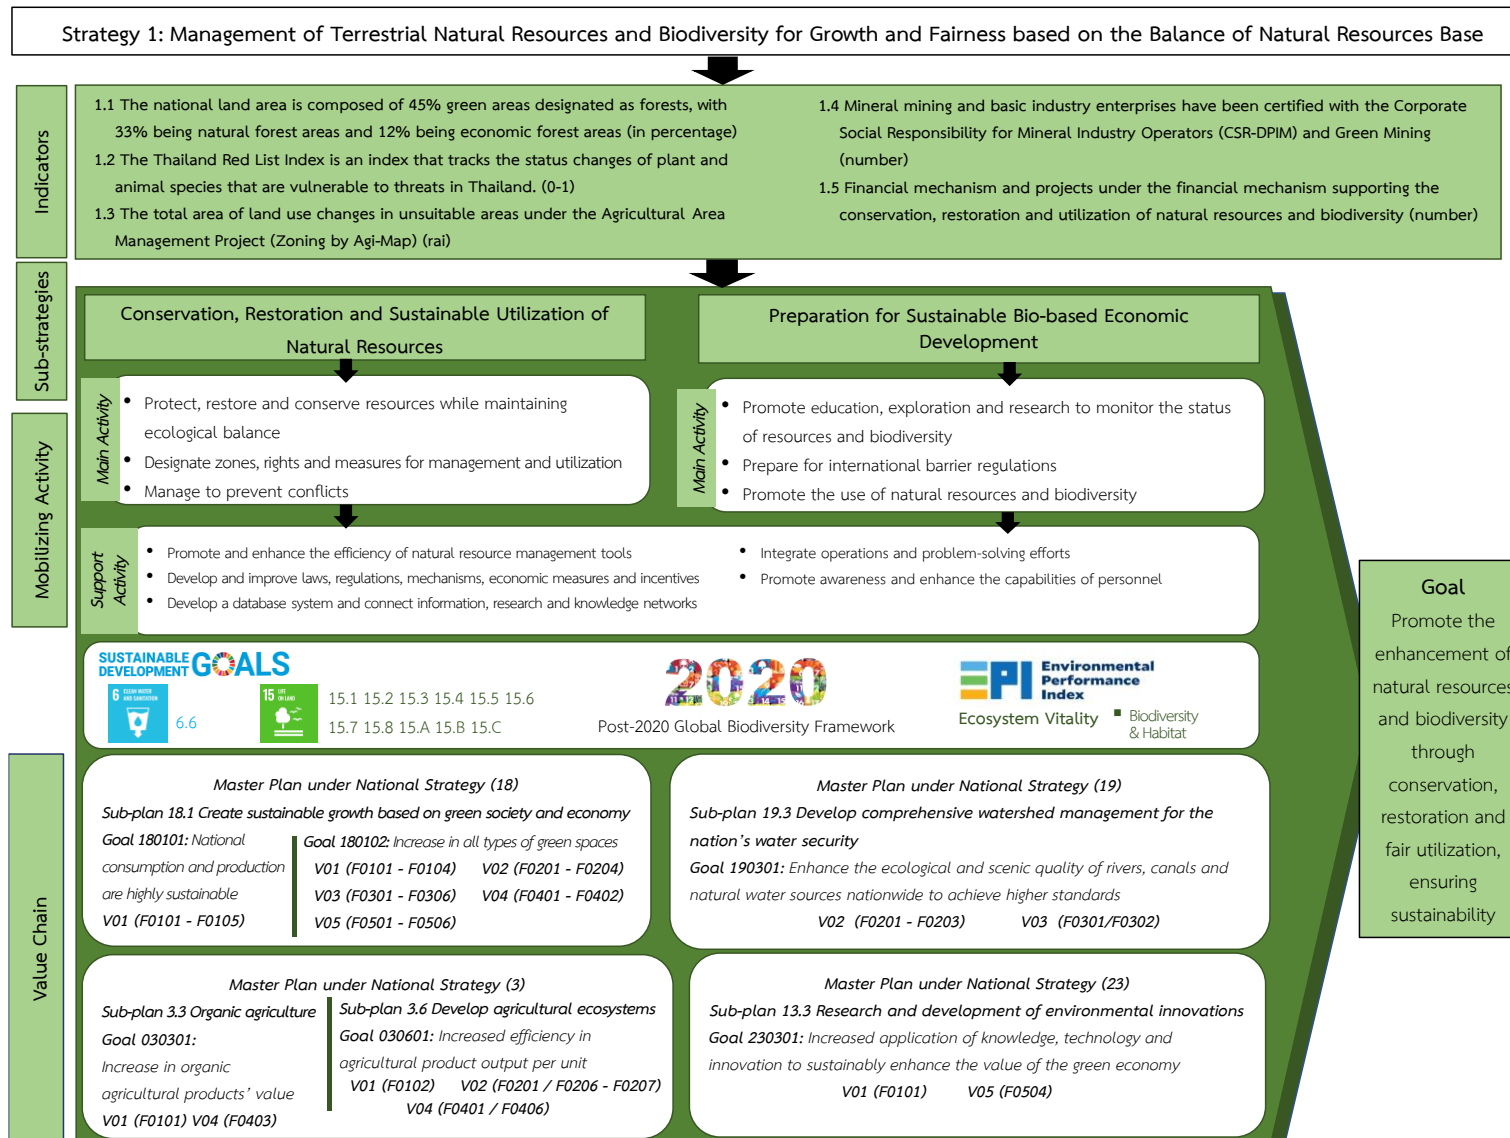 Strategy 1: Management of Terrestrial Natural Resources and Biodiversity for Growth and Fairness based on the Balance of Natural Resources Base
Indicators
1.1 The national land area is composed of 45% green areas designated as forests, with
33% being natural forest areas and 12% being economic forest areas (in percentage)
1.2 The Thailand Red List Index is an index that tracks the status changes of plant and
animal species that are vulnerable to threats in Thailand. (0-1)
1.3 The total area of land use changes in unsuitable areas under the Agricultural Area
Management Project (Zoning by Agi-Map) (rai)
1.4 Mineral mining and basic industry enterprises have been certified with the Corporate
Social Responsibility for Mineral Industry Operators (CSR-DPIM) and Green Mining
(number)
1.5 Financial mechanism and projects under the financial mechanism supporting the
conservation, restoration and utilization of natural resources and biodiversity (number)
Sub-strategies
Conservation, Restoration and Sustainable Utilization of
Natural Resources
Preparation for Sustainable Bio-based Economic
Development
Mobilizing Activity
Main Activity
• Protect, restore and conserve resources while maintaining
ecological balance
• Designate zones, rights and measures for management and utilization
• Manage to prevent conflicts
Main Activity
• Promote education, exploration and research to monitor the status
of resources and biodiversity
• Prepare for international barrier regulations
• Promote the use of natural resources and biodiversity
Support
Activity
• Promote and enhance the efficiency of natural resource management tools
• Develop and improve laws, regulations, mechanisms, economic measures and incentives
• Develop a database system and connect information, research and knowledge networks
• Integrate operations and problem-solving efforts
• Promote awareness and enhance the capabilities of personnel
SUSTAINABLE
DEVELOPMENT GOALS
6 CLEAN WATER
AND SANITATION
6.6
15 LIFE
ON LAND
15.1 15.2 15.3 15.4 15.5 15.6
15.7 15.8 15.A 15.B 15.C
2020
Post-2020 Global Biodiversity Framework
EPI Environmental
Performance
Index
Ecosystem Vitality ▪ Biodiversity
& Habitat
Value Chain
Master Plan under National Strategy (18)
Sub-plan 18.1 Create sustainable growth based on green society and economy
Goal 180101: National
consumption and production
are highly sustainable
V01 (F0101 - F0105)
Goal 180102: Increase in all types of green spaces
V01 (F0101 - F0104) V02 (F0201 - F0204)
V03 (F0301 - F0306) V04 (F0401 - F0402)
V05 (F0501 - F0506)
Master Plan under National Strategy (19)
Sub-plan 19.3 Develop comprehensive watershed management for the
nation's water security
Goal 190301: Enhance the ecological and scenic quality of rivers, canals and
natural water sources nationwide to achieve higher standards
V02 (F0201 - F0203) V03 (F0301/F0302)
Master Plan under National Strategy (3)
Sub-plan 3.3 Organic agriculture
Goal 030301:
Increase in organic
agricultural products' value
V01 (F0101) V04 (F0403)
Sub-plan 3.6 Develop agricultural ecosystems
Goal 030601: Increased efficiency in
agricultural product output per unit
V01 (F0102) V02 (F0201 / F0206 - F0207)
V04 (F0401 / F0406)
Master Plan under National Strategy (23)
Sub-plan 13.3 Research and development of environmental innovations
Goal 230301: Increased application of knowledge, technology and
innovation to sustainably enhance the value of the green economy
V01 (F0101) V05 (F0504)
Goal
Promote the
enhancement of
natural resources
and biodiversity
through
conservation,
restoration and
fair utilization,
ensuring
sustainability